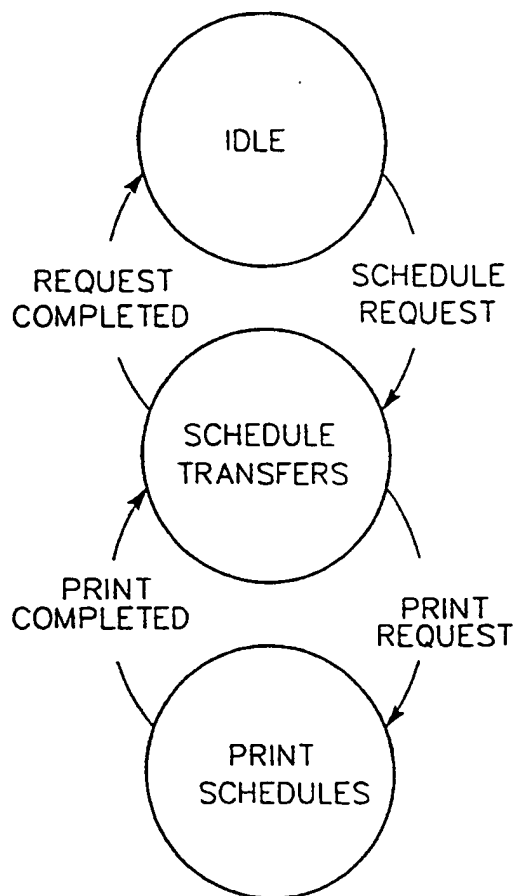 IDLE
REQUEST
COMPLETED
SCHEDULE
REQUEST
SCHEDULE
TRANSFERS
PRINT
COMPLETED
PRINT
REQUEST
PRINT
SCHEDULES